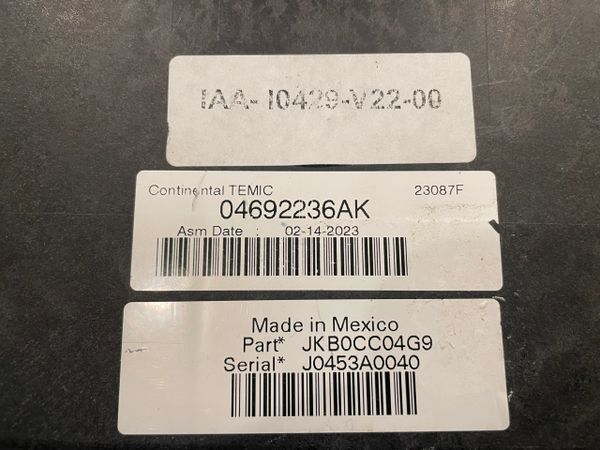 IAA-I0429-V22-00
Continental TEMIC 23087F
04692236AK
Asm Date : 02-14-2023
Made in Mexico
Part* JKB0CC04G9
Serial* J0453A0040